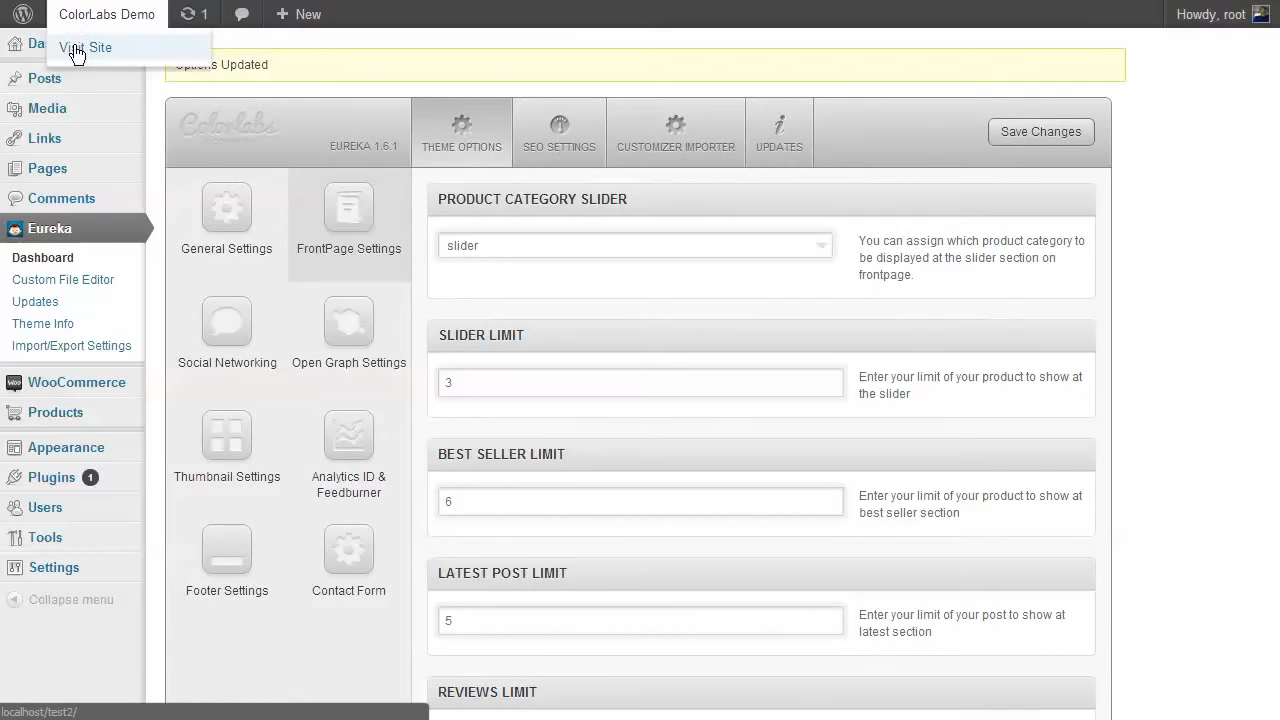 ColorLabs Demo
1
New
Howdy, root
Visit Site
Options Updated
Posts
Media
Links
Pages
Comments
Eureka
Dashboard
Custom File Editor
Updates
Theme Info
Import/Export Settings
WooCommerce
Products
Appearance
Plugins 1
Users
Tools
Settings
Collapse menu
Colorlabs
EUREKA 1.6.1
THEME OPTIONS
SEO SETTINGS
CUSTOMIZER IMPORTER
UPDATES
Save Changes
General Settings
FrontPage Settings
Social Networking
Open Graph Settings
Thumbnail Settings
Analytics ID &
Feedburner
Footer Settings
Contact Form
PRODUCT CATEGORY SLIDER
slider
You can assign which product category to
be displayed at the slider section on
frontpage.
SLIDER LIMIT
3
Enter your limit of your product to show at
the slider
BEST SELLER LIMIT
6
Enter your limit of your product to show at
best seller section
LATEST POST LIMIT
5
Enter your limit of your post to show at
latest section
REVIEWS LIMIT
localhost/test2/